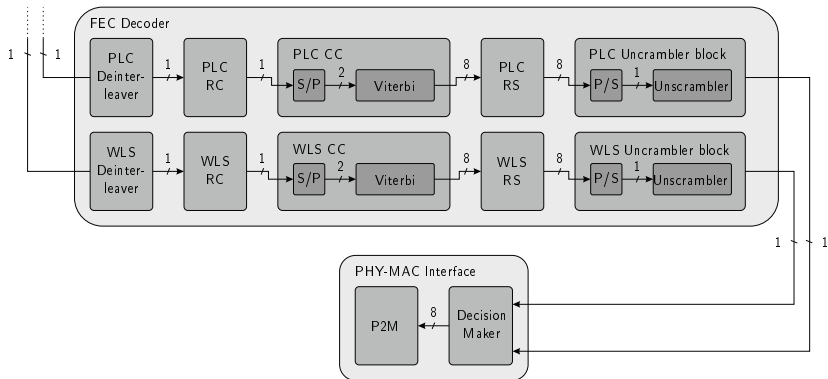 FEC Decoder
1
1
PLC
Deinter-
leaver
1
PLC
RC
1
PLC CC
S/P
2
Viterbi
8
PLC
RS
8
PLC Uncrambler block
P/S
1
Unscrambler
WLS
Deinter-
leaver
1
WLS
RC
1
WLS CC
S/P
2
Viterbi
8
WLS
RS
8
WLS Uncrambler block
P/S
1
Unscrambler
1
1
PHY-MAC Interface
P2M
8
Decision
Maker